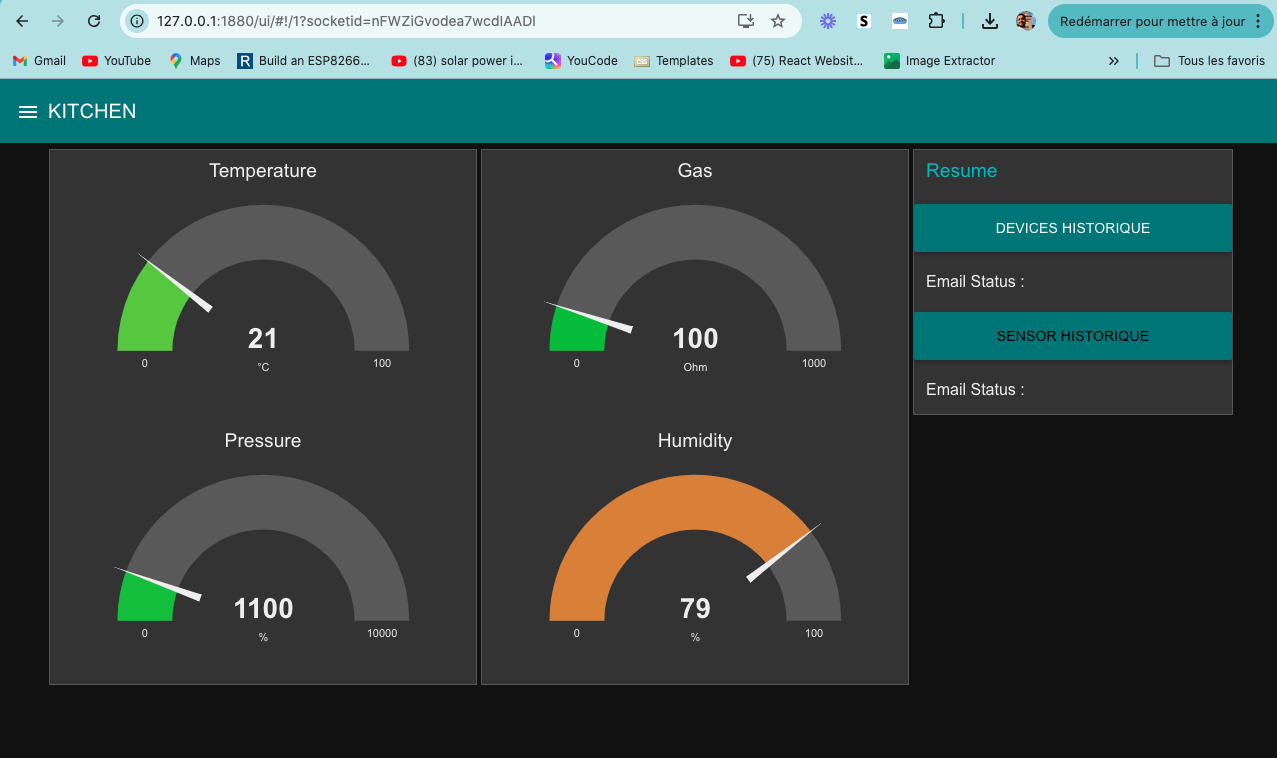 127.0.0.1:1880/ui/#!/1?socketid=nFWZiGvodea7wcdIAADI
S
Redémarrer pour mettre à jour
Gmail
YouTube
Maps
R
Build an ESP8266...
(83) solar power i...
YouCode
CSS
Templates
(75) React Websit...
Image Extractor
»
Tous les favoris
KITCHEN
Temperature
21
°C
0
100
Gas
100
Ohm
0
1000
Pressure
1100
%
0
10000
Humidity
79
%
0
100
Resume
DEVICES HISTORIQUE
Email Status :
SENSOR HISTORIQUE
Email Status :